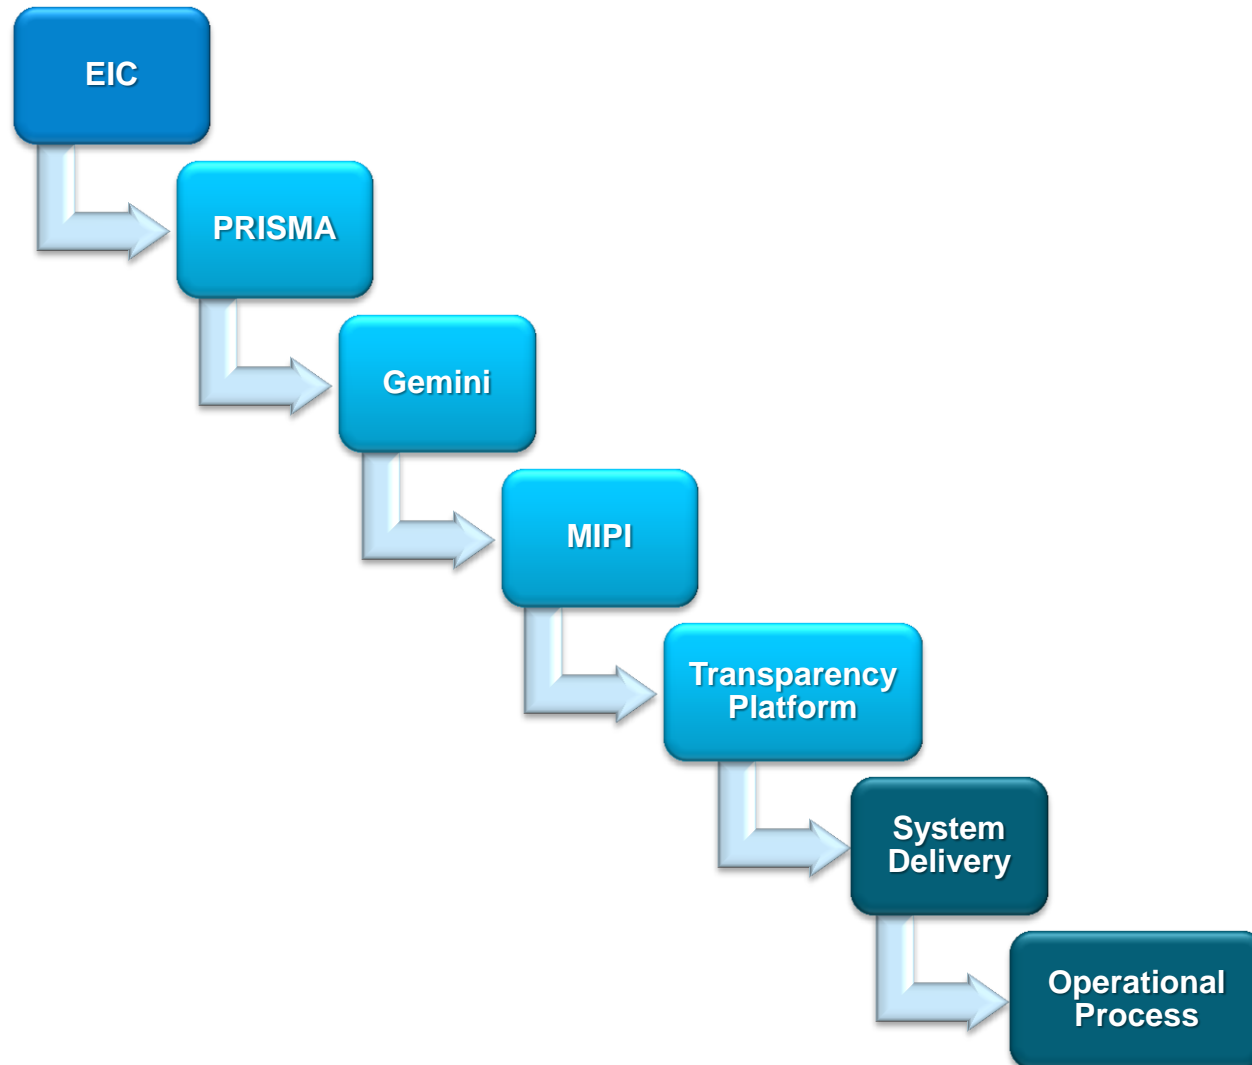 EIC
PRISMA
Gemini
MIPI
Transparency
Platform
System
Delivery
Operational
Process